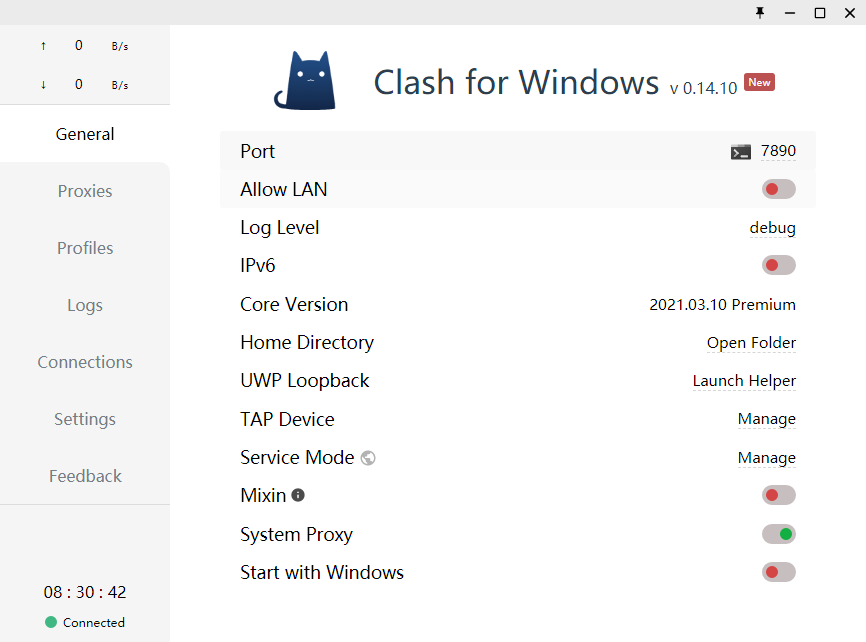 ↑ 0 B/s
↓ 0 B/s
General
Proxies
Profiles
Logs
Connections
Settings
Feedback
08 : 30 : 42
Connected
Clash for Windows v 0.14.10 New
Port 7890
Allow LAN
Log Level debug
IPv6
Core Version 2021.03.10 Premium
Home Directory Open Folder
UWP Loopback Launch Helper
TAP Device Manage
Service Mode Manage
Mixin
System Proxy
Start with Windows